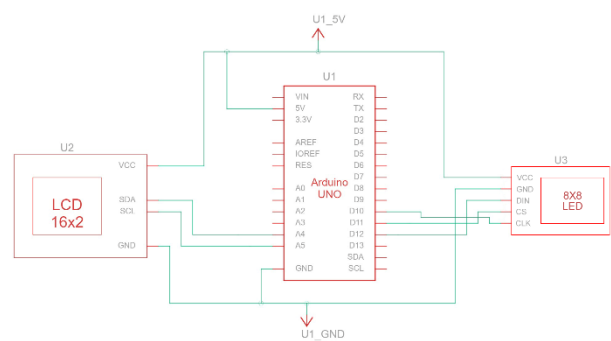 U1_5V
U1
VIN
5V
3.3V
AREF
IOREF
RES
A0
A1
A2
A3
A4
A5
GND
Arduino
UNO
RX
TX
D2
D3
D4
D5
D6
D7
D8
D9
D10
D11
D12
D13
SDA
SCL
U2
LCD
16x2
VCC
SDA
SCL
GND
U3
VCC
GND
DIN
CS
CLK
8X8
LED
U1_GND